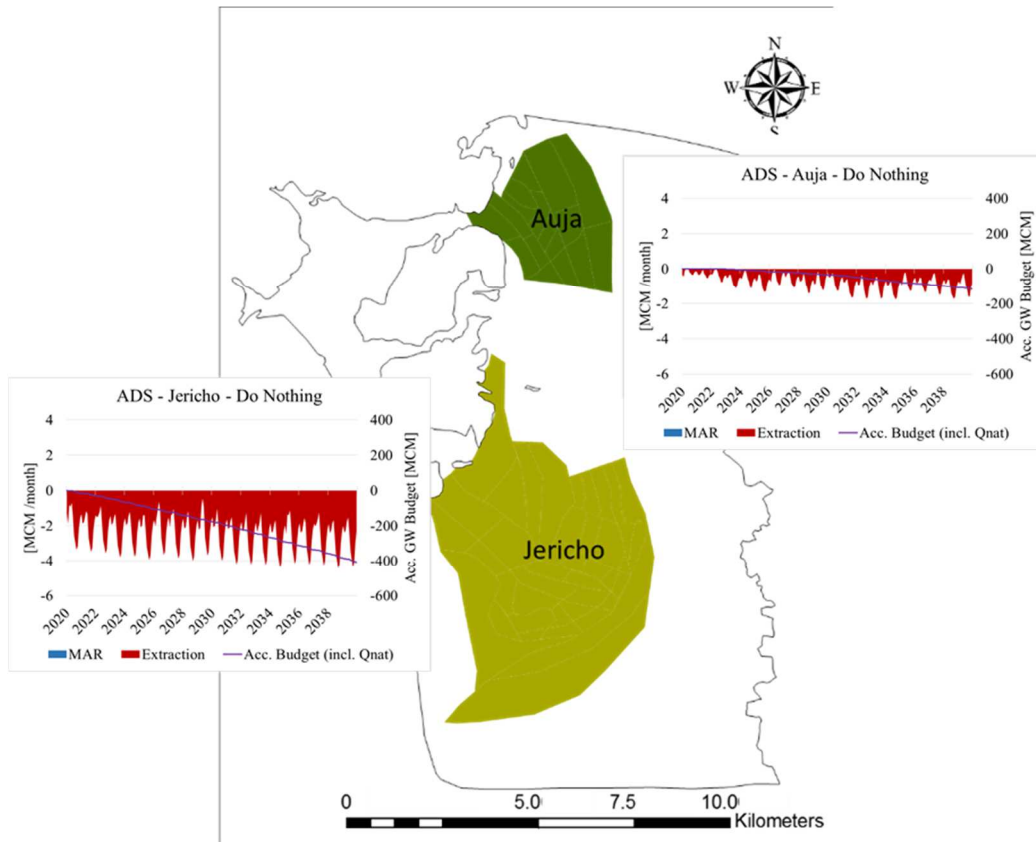 N
W E
S
ADS - Auja - Do Nothing
4 400
2 200
0 0
-2 -200
-4 -400
-6 -600
[MCM /month]
Acc. GW Budget [MCM]
2020 2022 2024 2026 2028 2030 2032 2034 2036 2038
MAR Extraction Acc. Budget (incl. Qnat)
Auja
ADS - Jericho - Do Nothing
4 400
2 200
0 0
-2 -200
-4 -400
-6 -600
[MCM /month]
Acc. GW Budget [MCM]
2020 2022 2024 2026 2028 2030 2032 2034 2036 2038
MAR Extraction Acc. Budget (incl. Qnat)
Jericho
0 5.0 7.5 10.0
Kilometers